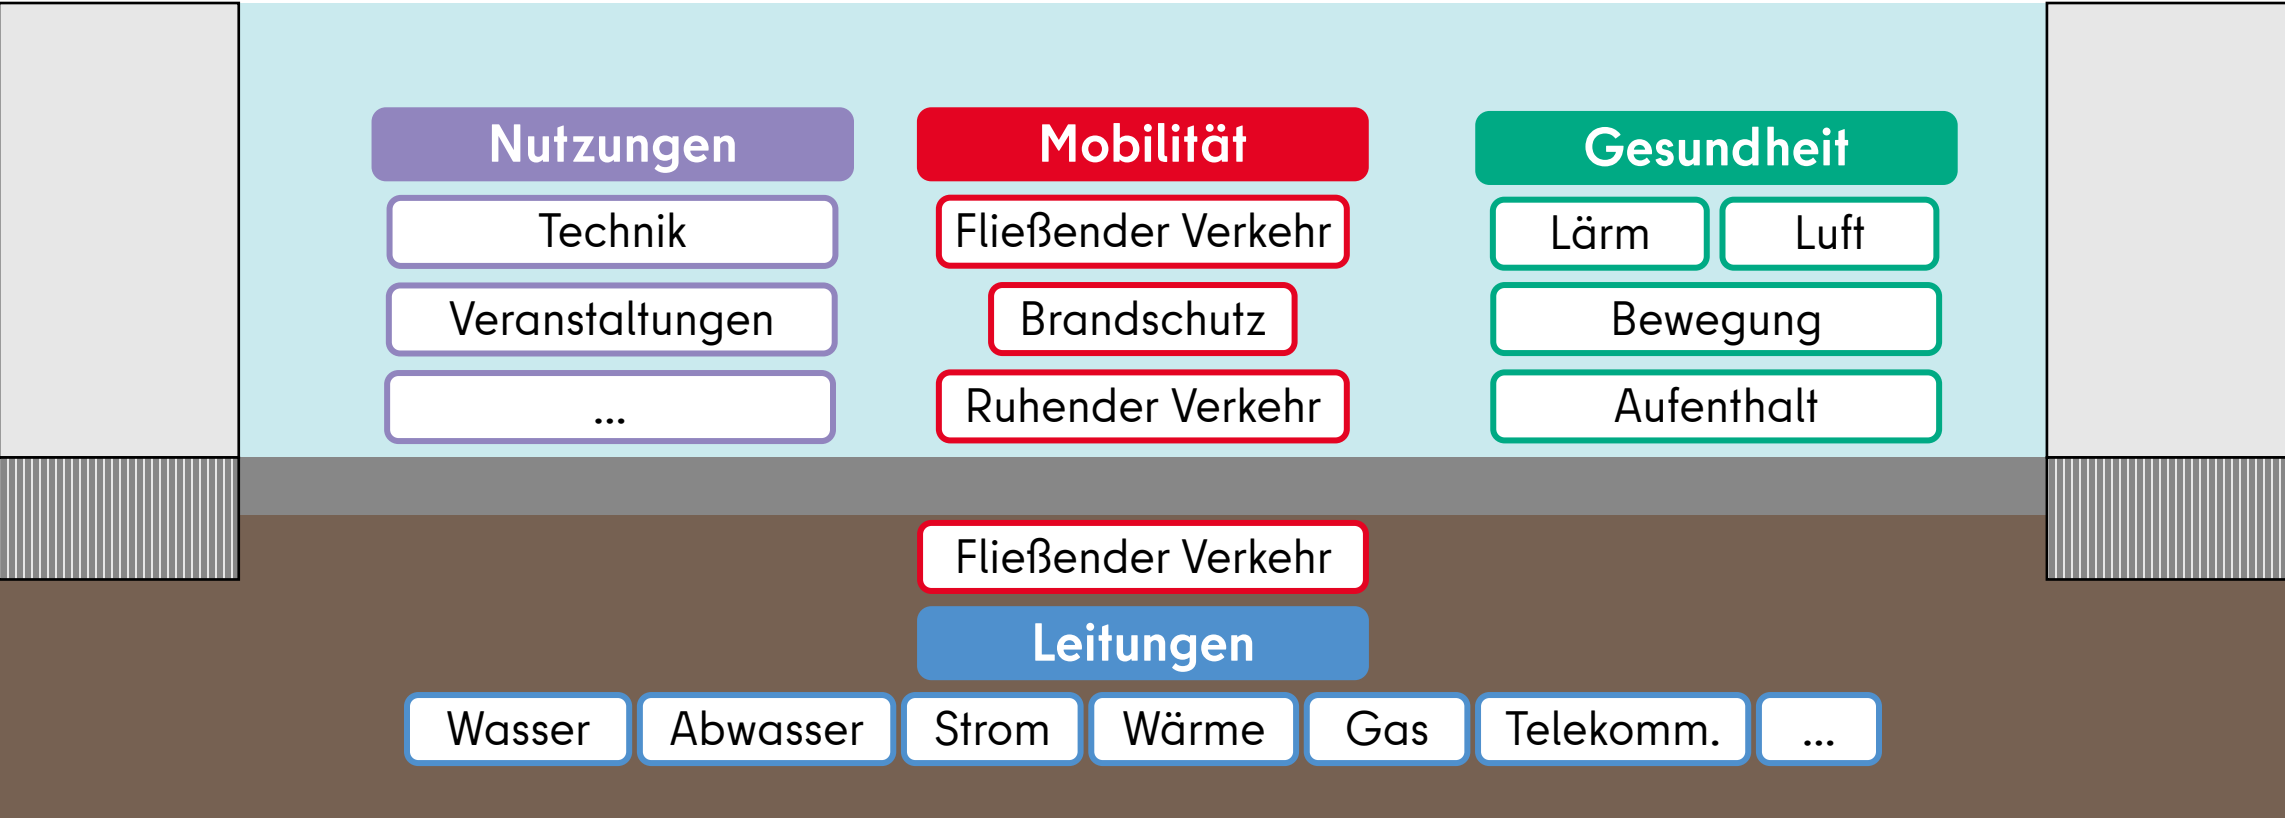 Nutzungen
Technik
Veranstaltungen
...
Mobilität
Fließender Verkehr
Brandschutz
Ruhender Verkehr
Gesundheit
Lärm Luft
Bewegung
Aufenthalt
Fließender Verkehr
Leitungen
Wasser Abwasser Strom Wärme Gas Telekomm. ...